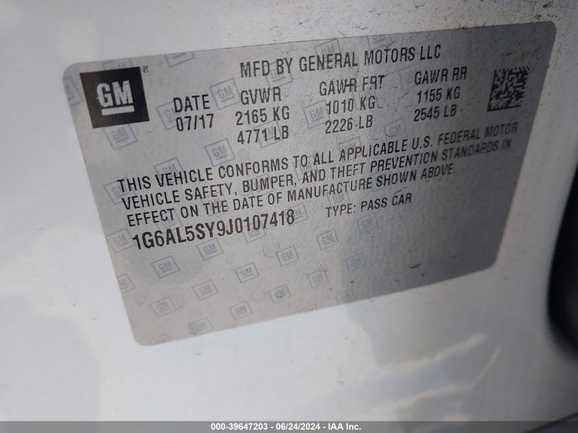 MFD BY GENERAL MOTORS LLC
GM
DATE GVWR GAWR FRT GAWR RR
07/17 2165 KG 1010 KG 1155 KG
4771 LB 2226 LB 2545 LB
THIS VEHICLE CONFORMS TO ALL APPLICABLE U.S. FEDERAL MOTOR
VEHICLE SAFETY, BUMPER, AND THEFT PREVENTION STANDARDS IN
EFFECT ON THE DATE OF MANUFACTURE SHOWN ABOVE.
1G6AL5SY9J0107418 TYPE: PASS CAR
OWNER: 000-39647203 - 06/24/2024 - IAA Inc.